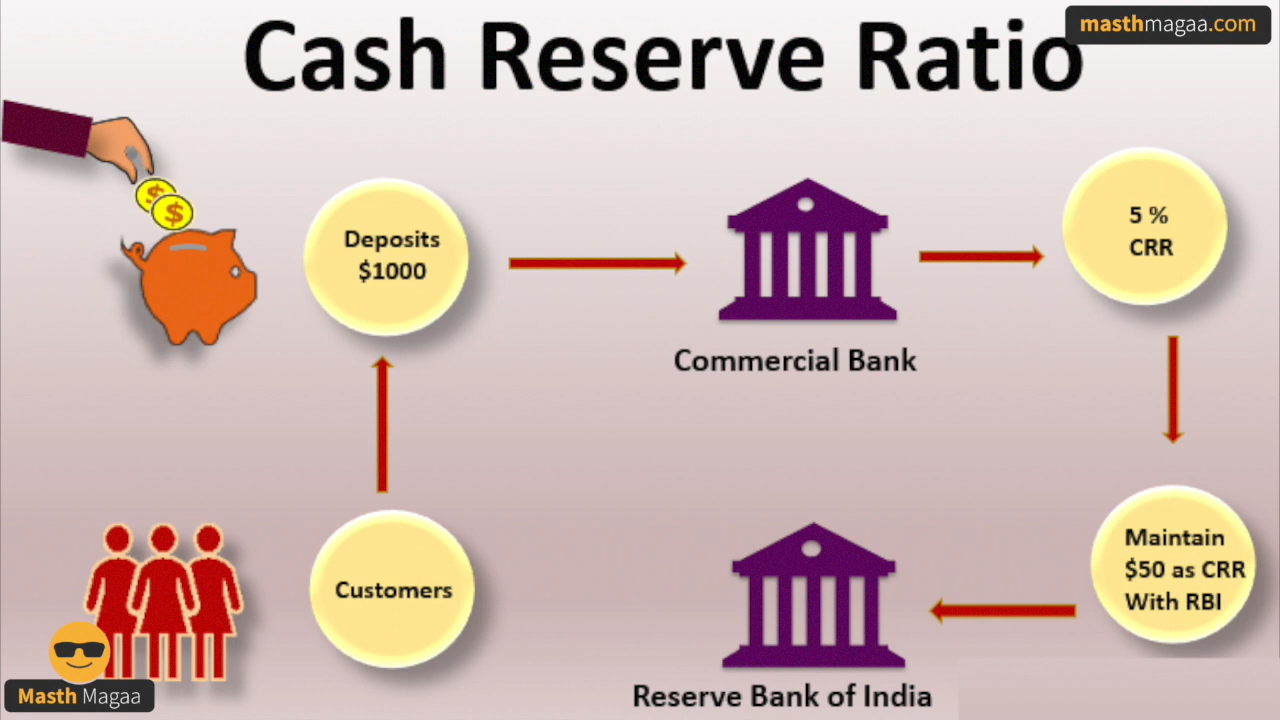 Cash Reserve Ratio
masthmagaa.com
$
$
Deposits
$1000
5 %
CRR
Commercial Bank
Customers
Maintain
$50 as CRR
With RBI
Reserve Bank of India
Masth Magaa